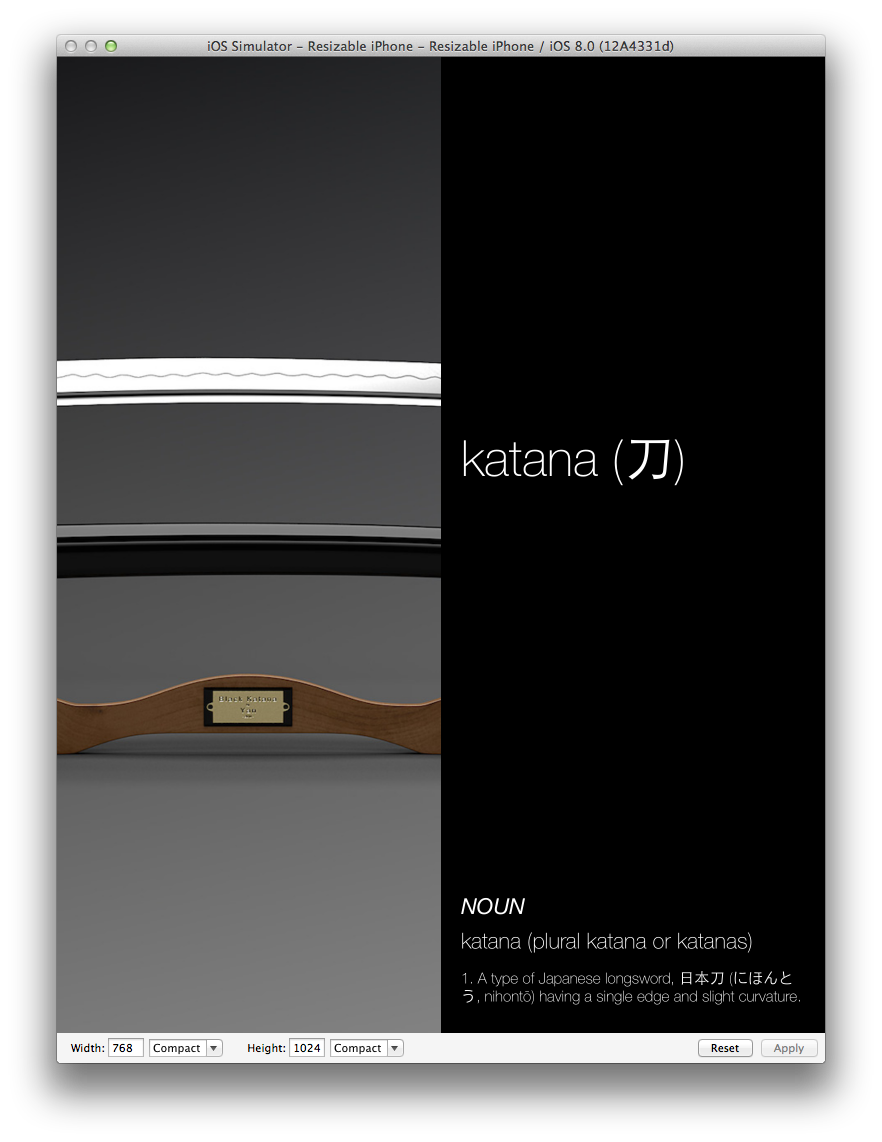 iOS Simulator – Resizable iPhone – Resizable iPhone / iOS 8.0 (12A4331d)
Black Katana
Yau
katana (刀)
NOUN
katana (plural katana or katanas)
1. A type of Japanese longsword, 日本刀 (にほんと
う, nihontō) having a single edge and slight curvature.
Width: 768 Compact Height: 1024 Compact Reset Apply